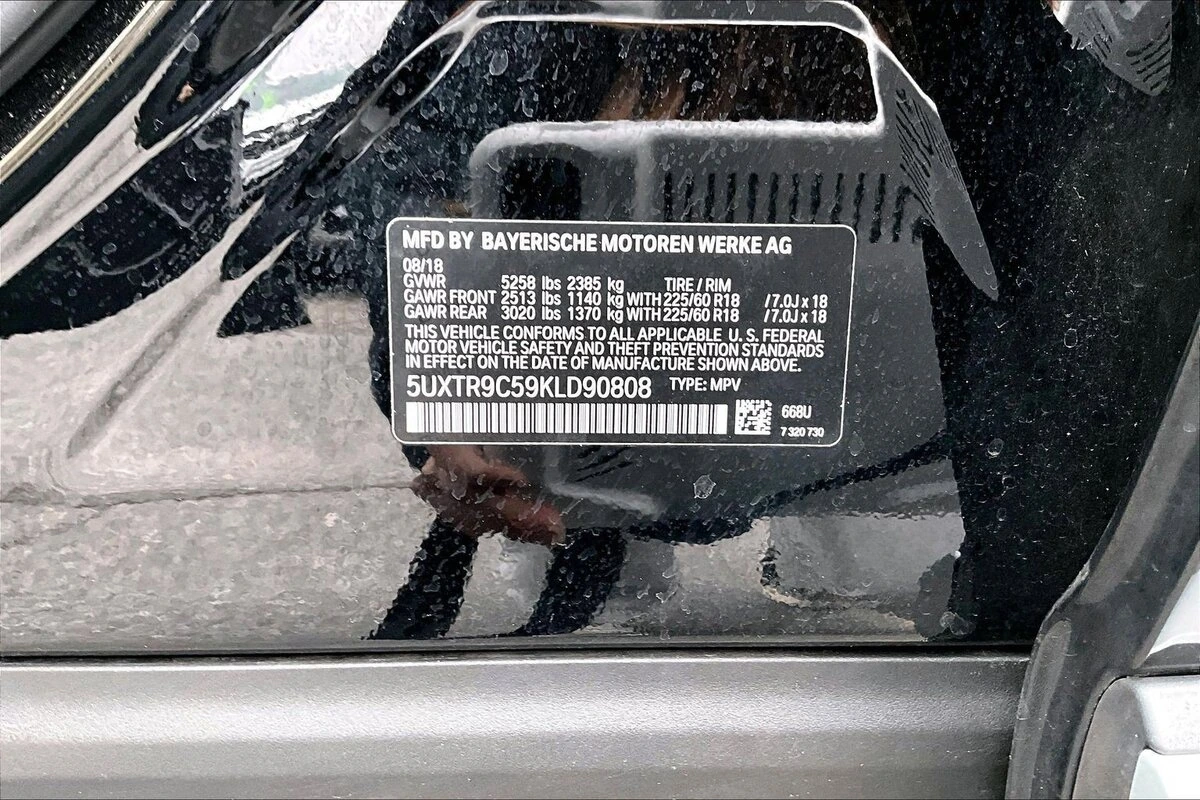 MFD BY BAYERISCHE MOTOREN WERKE AG
08/18
GVWR 5258 lbs 2385 kg TIRE / RIM
GAWR FRONT 2513 lbs 1140 kg WITH 225/60 R18 /7.0J x 18
GAWR REAR 3020 lbs 1370 kg WITH 225/60 R18 /7.0J x 18
THIS VEHICLE CONFORMS TO ALL APPLICABLE U. S. FEDERAL
MOTOR VEHICLE SAFETY AND THEFT PREVENTION STANDARDS
IN EFFECT ON THE DATE OF MANUFACTURE SHOWN ABOVE.
5UXTR9C59KLD90808 TYPE: MPV
668U
7 320 730